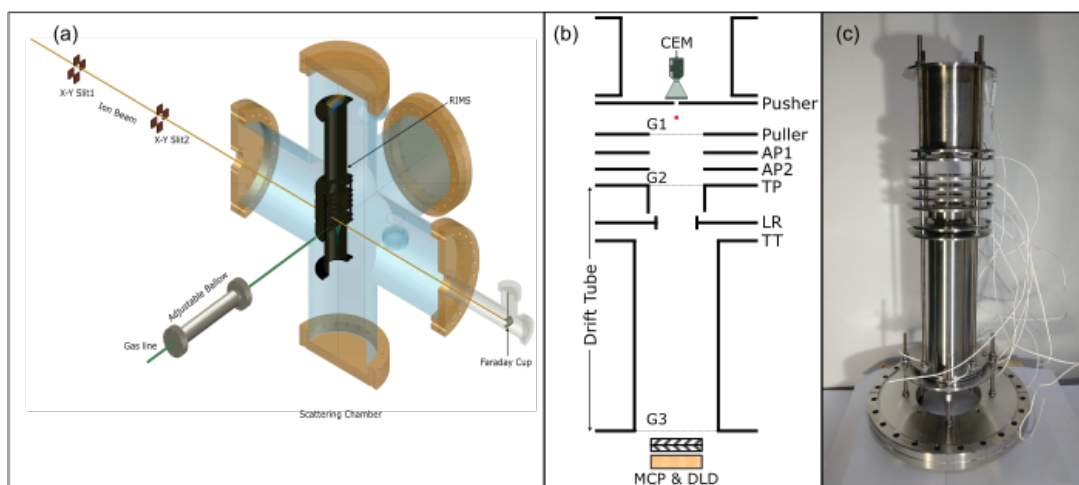 (a)
X-Y Slit1
Ion Beam
X-Y Slit2
RIMS
Adjustable Bellow
Gas line
Faraday Cup
Scattering Chamber
(b)
CEM
Pusher
G1
Puller
AP1
AP2
G2
TP
LR
TT
Drift Tube
G3
MCP & DLD
(c)